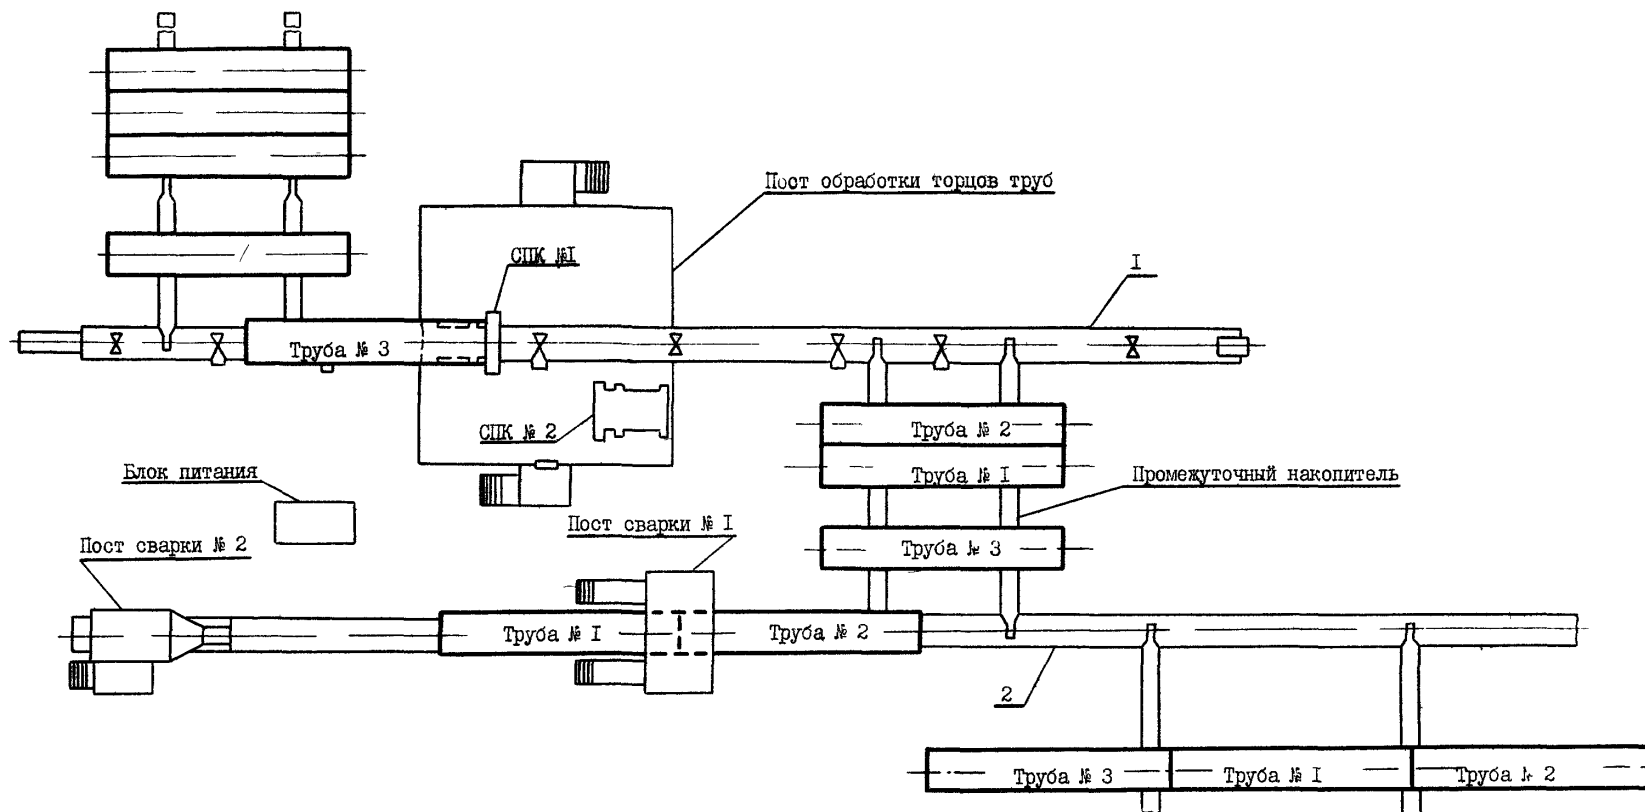 Пост обработки торцов труб
СПК №I
I
Труба № 3
СПК № 2
Труба № 2
Труба № I
Промежуточный накопитель
Блок питания
Пост сварки № I
Пост сварки № 2
Труба № 3
Труба № I
Труба № 2
2
Труба № 3
Труба № I
Труба № 2